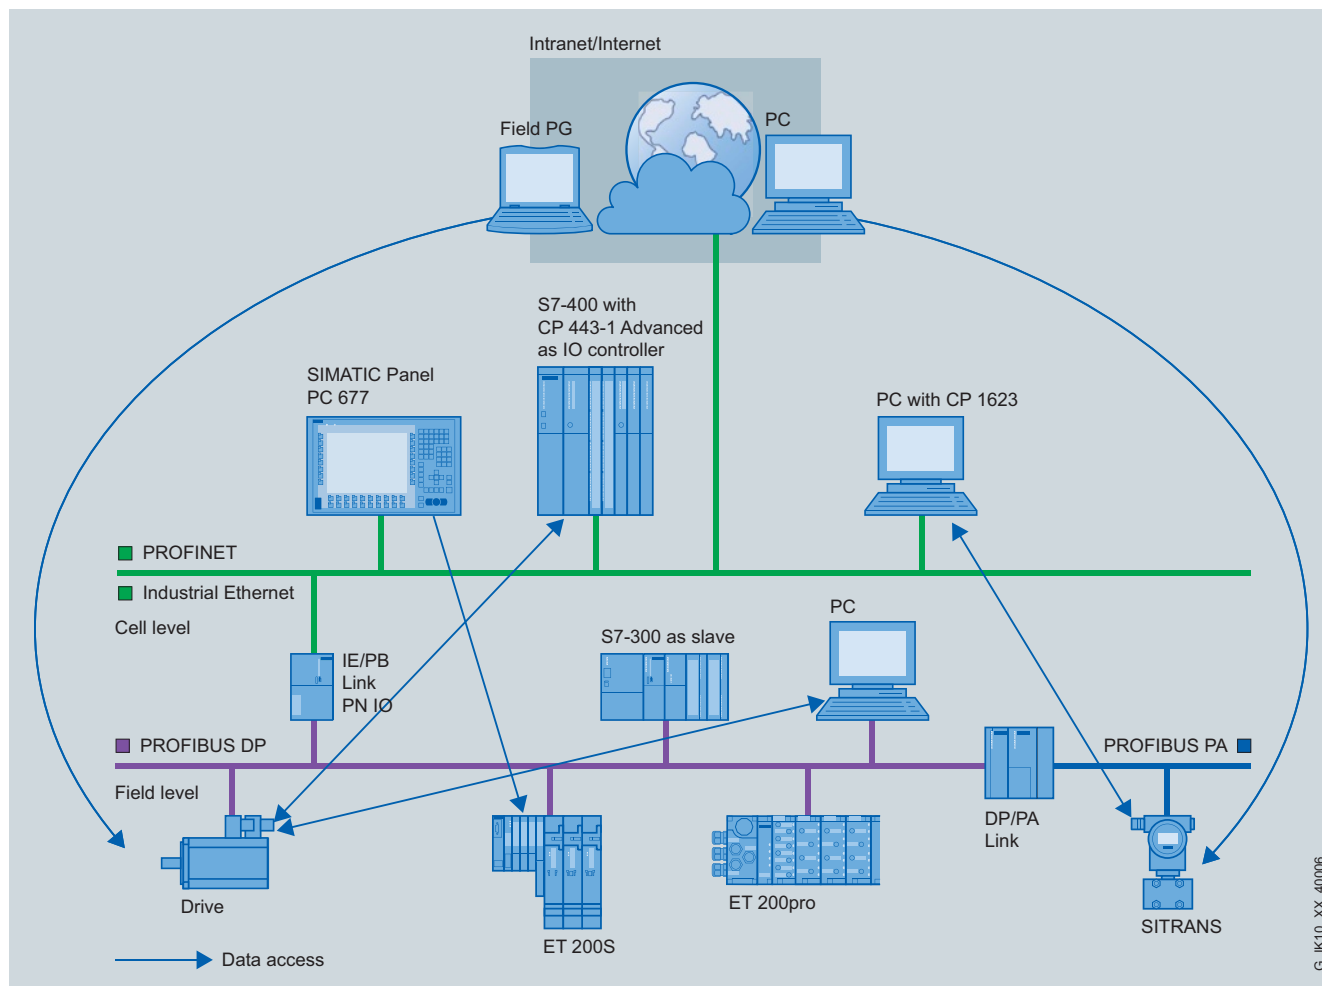 Intranet/Internet
Field PG
PC
S7-400 with
CP 443-1 Advanced
as IO controller
SIMATIC Panel
PC 677
PC with CP 1623
PROFINET
Industrial Ethernet
Cell level
PC
S7-300 as slave
IE/PB
Link
PN IO
PROFIBUS DP
PROFIBUS PA
Field level
DP/PA
Link
Drive
ET 200S
ET 200pro
SITRANS
Data access
G_IK10_XX_40006